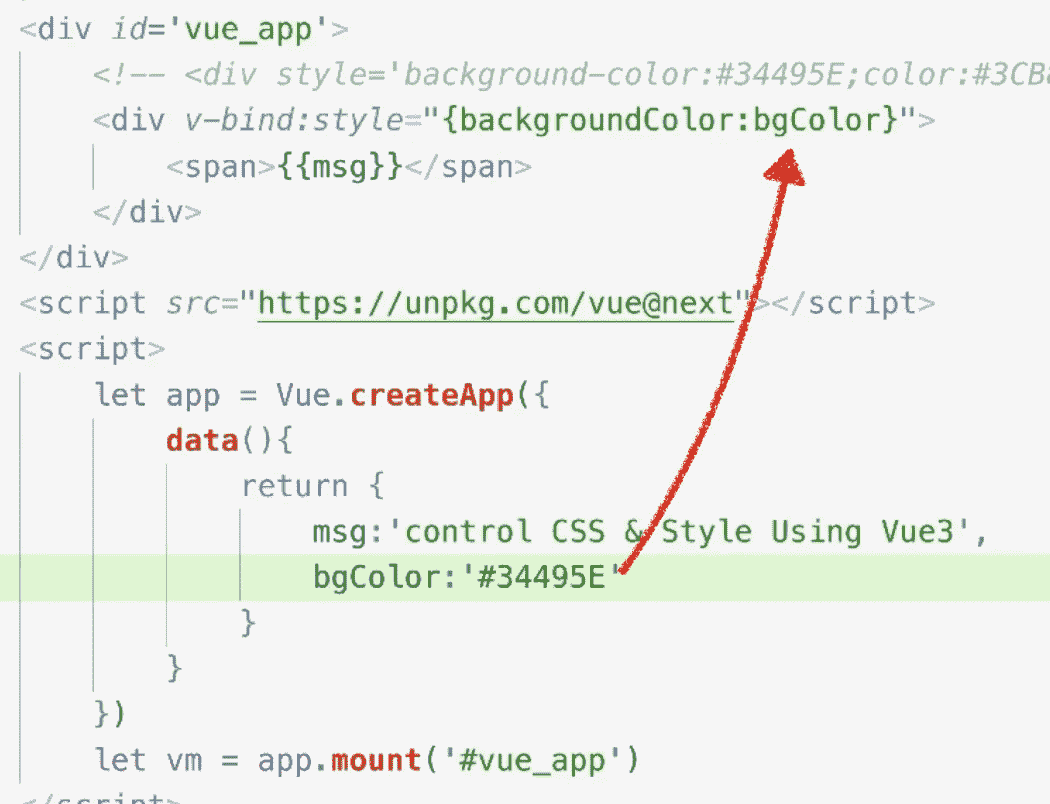 <div id='vue_app'>
<!-- <div style='background-color:#34495E;color:#3CB
<div v-bind:style="{backgroundColor:bgColor}">
<span>{{msg}}</span>
</div>
</div>
<script src="https://unpkg.com/vue@next"></script>
<script>
let app = Vue.createApp({
data(){
return {
msg:'control CSS & Style Using Vue3',
bgColor:'#34495E'
}
}
})
let vm = app.mount('#vue_app')
</script>